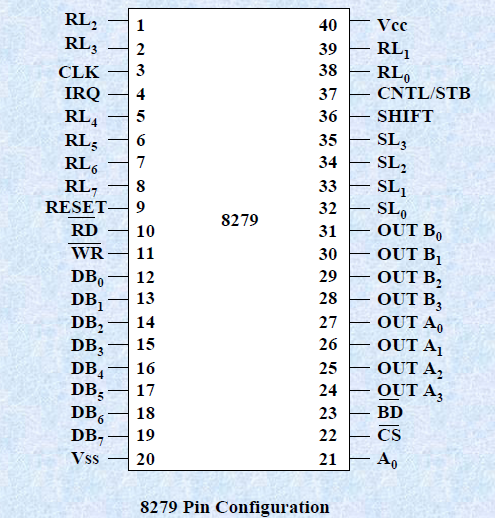 RL₂ 1 40 Vcc
RL₃ 2 39 RL₁
CLK 3 38 RL₀
IRQ 4 37 CNTL/STB
RL₄ 5 36 SHIFT
RL₅ 6 35 SL₃
RL₆ 7 34 SL₂
RL₇ 8 33 SL₁
RESET 9 32 SL₀
8279
R̅D̅ 10 31 OUT B₀
W̅R̅ 11 30 OUT B₁
DB₀ 12 29 OUT B₂
DB₁ 13 28 OUT B₃
DB₂ 14 27 OUT A₀
DB₃ 15 26 OUT A₁
DB₄ 16 25 OUT A₂
DB₅ 17 24 OUT A₃
DB₆ 18 23 B̅D̅
DB₇ 19 22 C̅S̅
Vss 20 21 A₀
8279 Pin Configuration